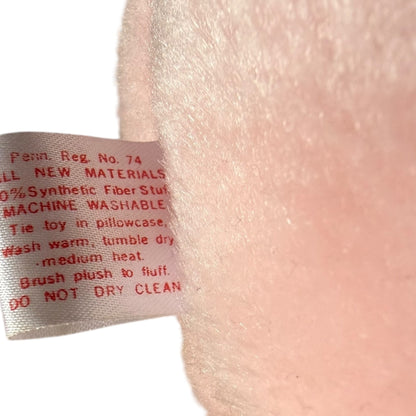 Penn. Reg. No. 74
LL NEW MATERIALS
0% Synthetic Fiber Stuf
MACHINE WASHABLE
Tie toy in pillowcase,
Wash warm, tumble dry
medium heat.
Brush plush to fluff.
DO NOT DRY CLEAN